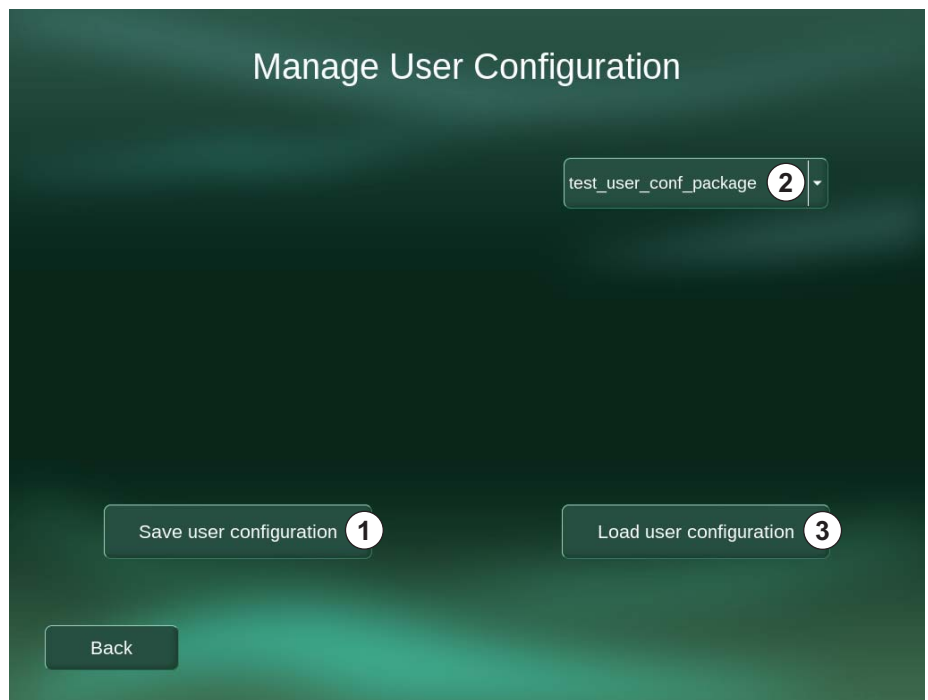 Manage User Configuration
test_user_conf_package 2
Save user configuration 1
Load user configuration 3
Back